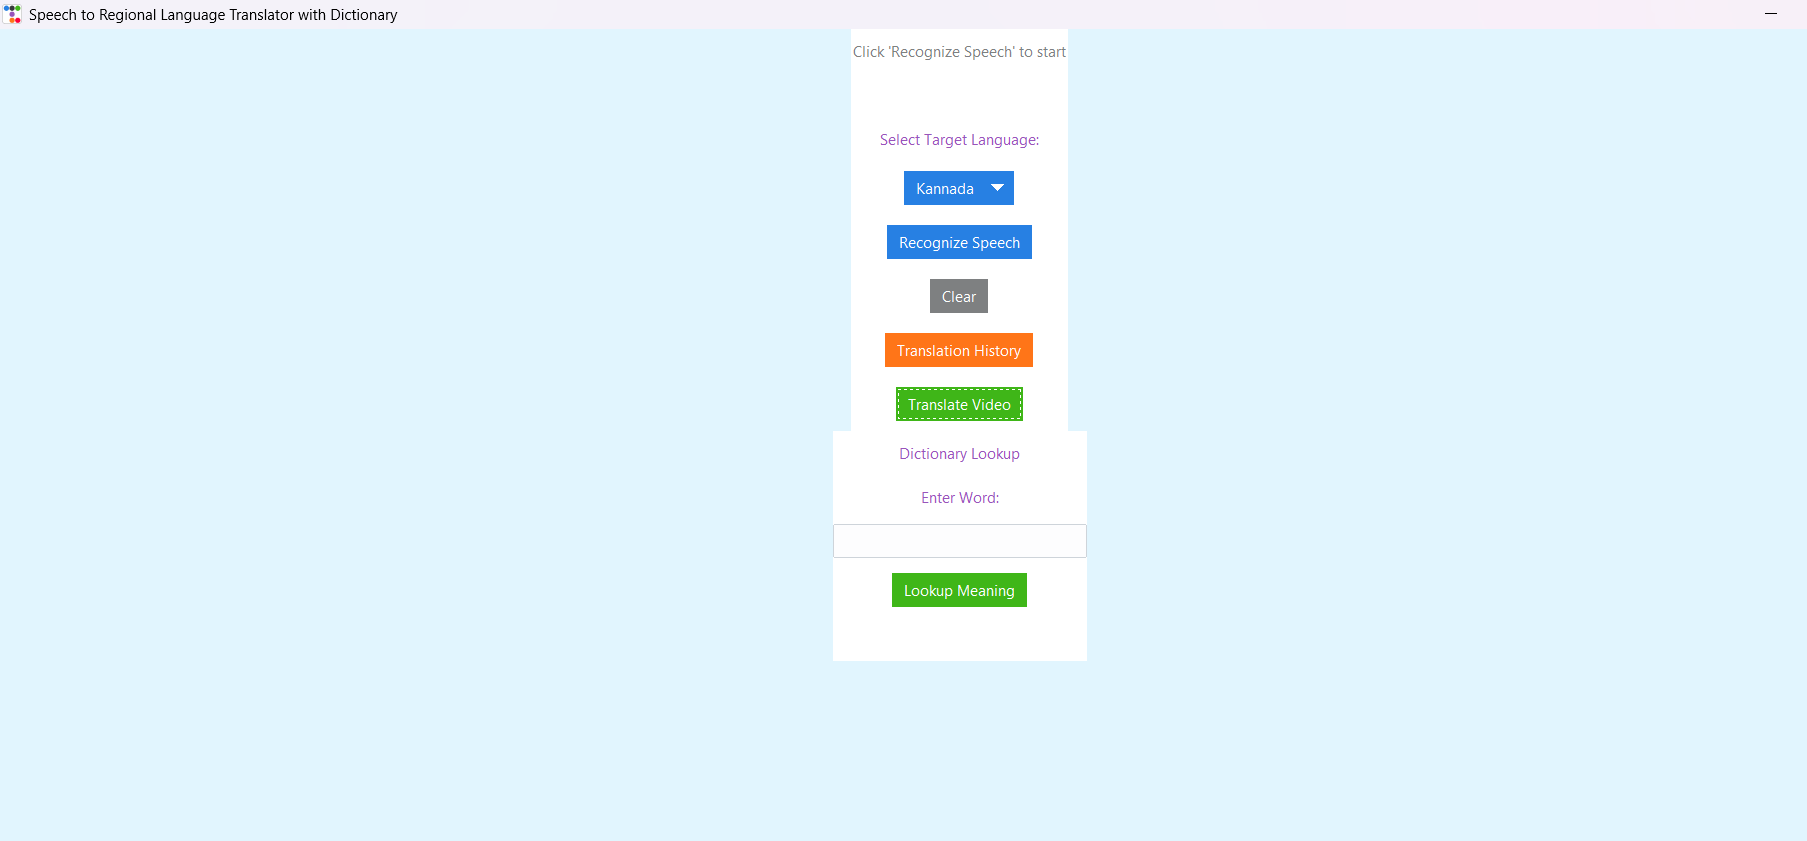 Speech to Regional Language Translator with Dictionary
Click 'Recognize Speech' to start
Select Target Language:
Kannada
Recognize Speech
Clear
Translation History
Translate Video
Dictionary Lookup
Enter Word:
Lookup Meaning